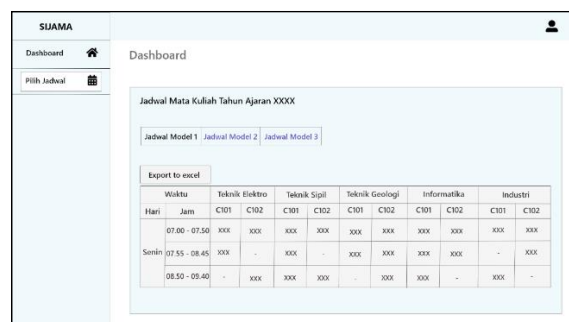 SIJAMA
Dashboard
Pilih Jadwal
Dashboard
Jadwal Mata Kuliah Tahun Ajaran XXXX
Jadwal Model 1 Jadwal Model 2 Jadwal Model 3
Export to excel
Waktu Teknik Elektro Teknik Sipil Teknik Geologi Informatika Industri
Hari Jam C101 C102 C101 C102 C101 C102 C101 C102 C101 C102
07.00 - 07.50 XXX XXX XXX XXX XXX XXX XXX XXX XXX XXX
Senin 07.55 - 08.45 XXX - XXX - XXX XXX XXX XXX - XXX
08.50 - 09.40 - XXX XXX XXX - XXX XXX - XXX -